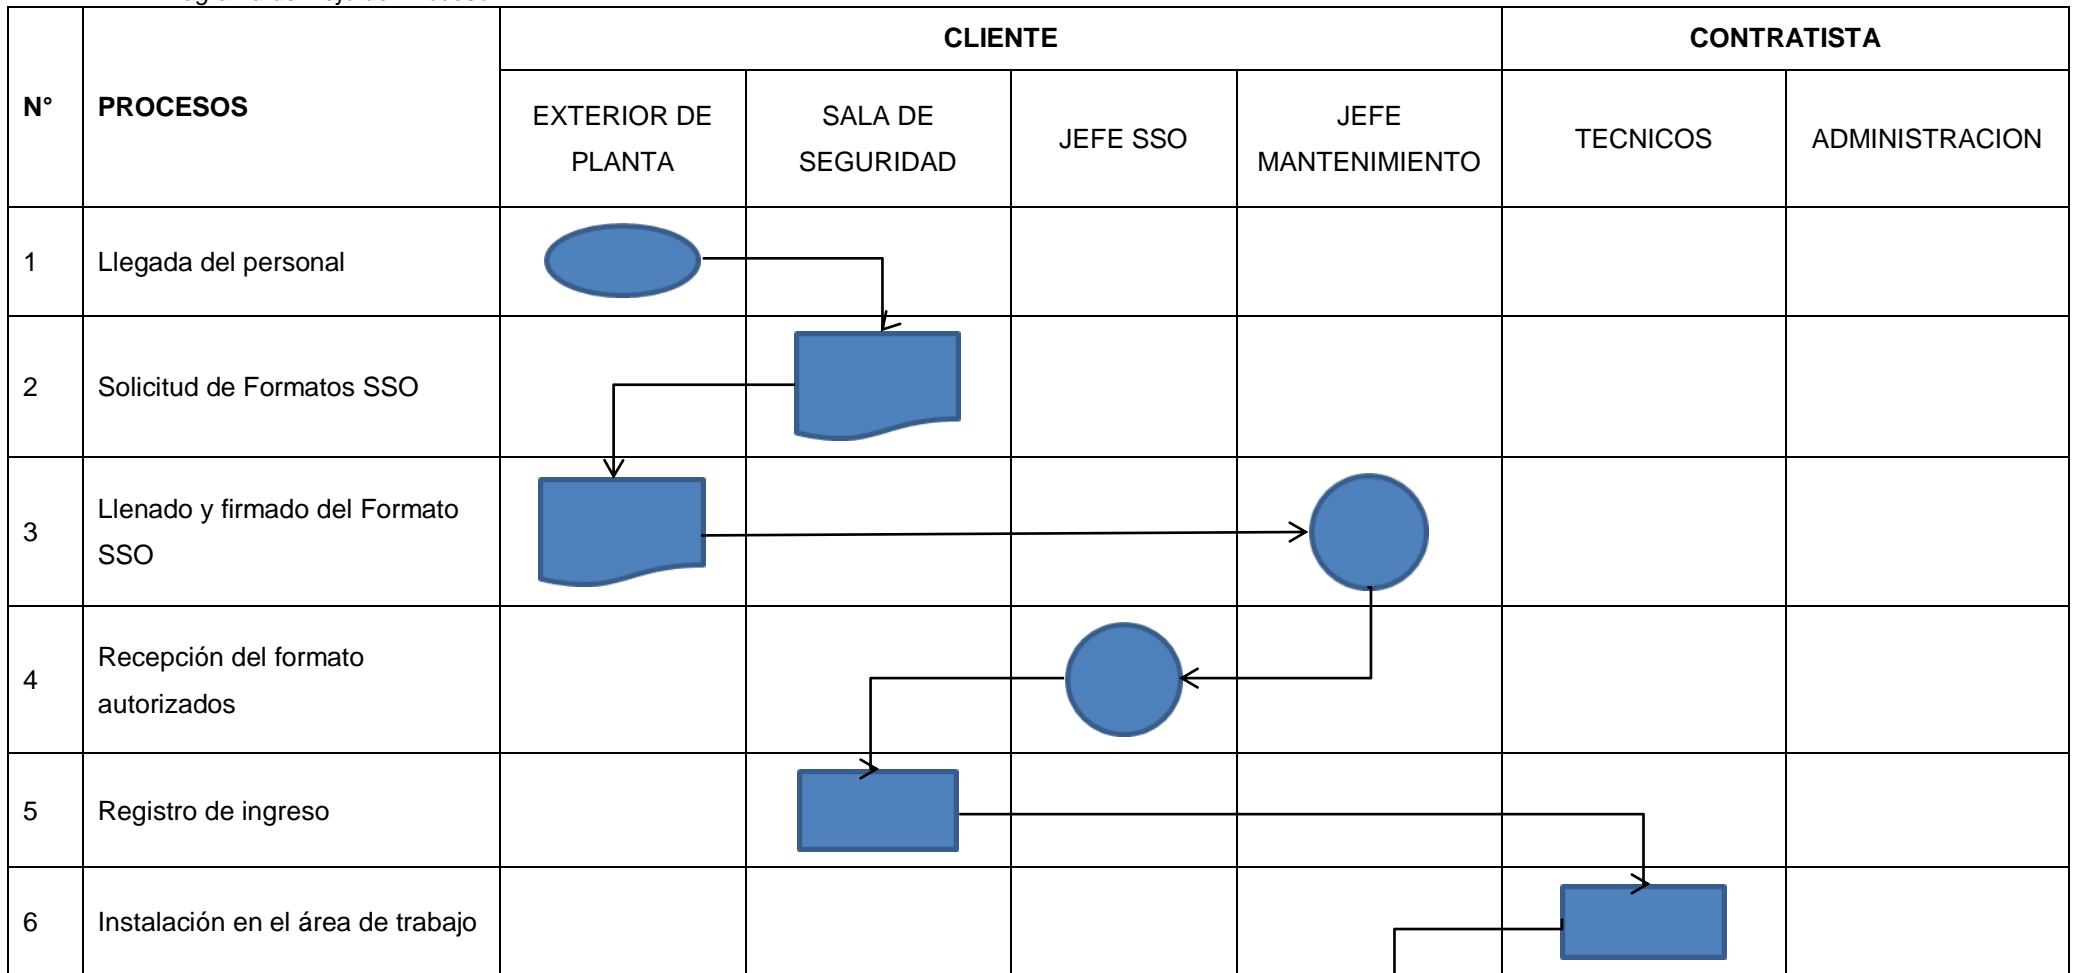 CLIENTE
CONTRATISTA
N°
PROCESOS
EXTERIOR DE
PLANTA
SALA DE
SEGURIDAD
JEFE SSO
JEFE
MANTENIMIENTO
TECNICOS
ADMINISTRACION
1
Llegada del personal
2
Solicitud de Formatos SSO
3
Llenado y firmado del Formato
SSO
4
Recepción del formato
autorizados
5
Registro de ingreso
6
Instalación en el área de trabajo